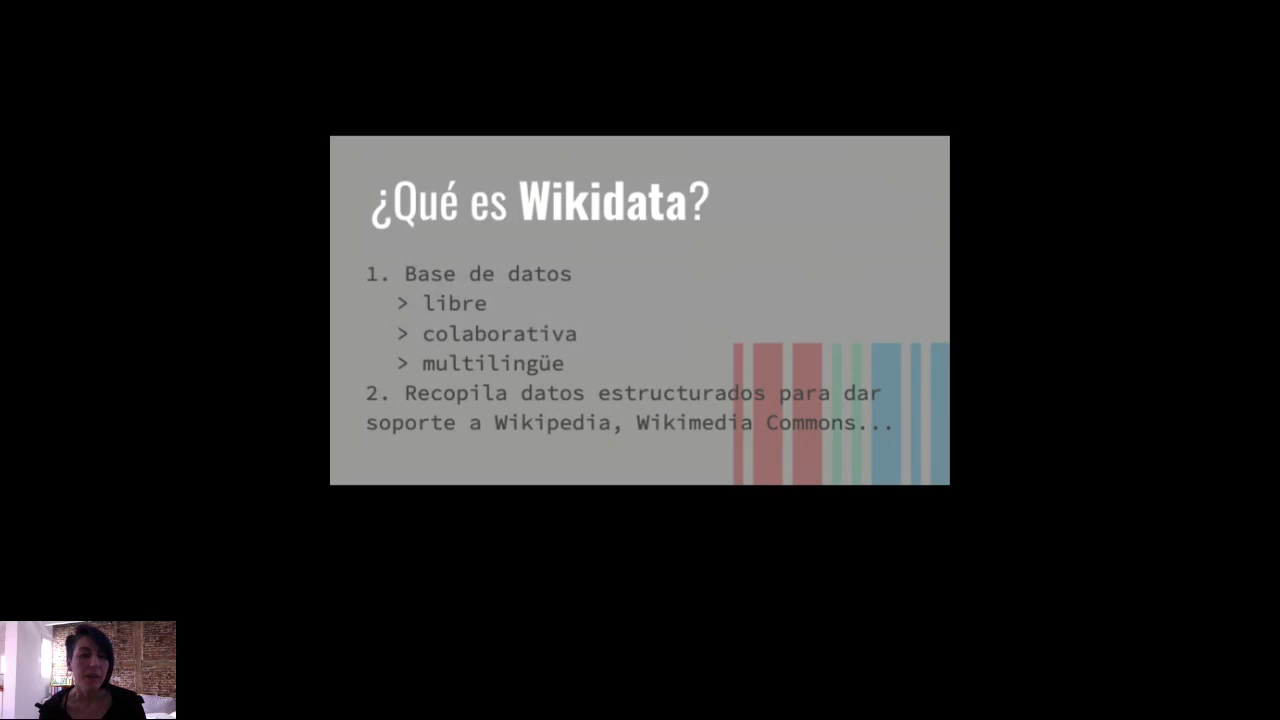 ¿Qué es Wikidata?
1. Base de datos
> libre
> colaborativa
> multilingüe
2. Recopila datos estructurados para dar
soporte a Wikipedia, Wikimedia Commons...